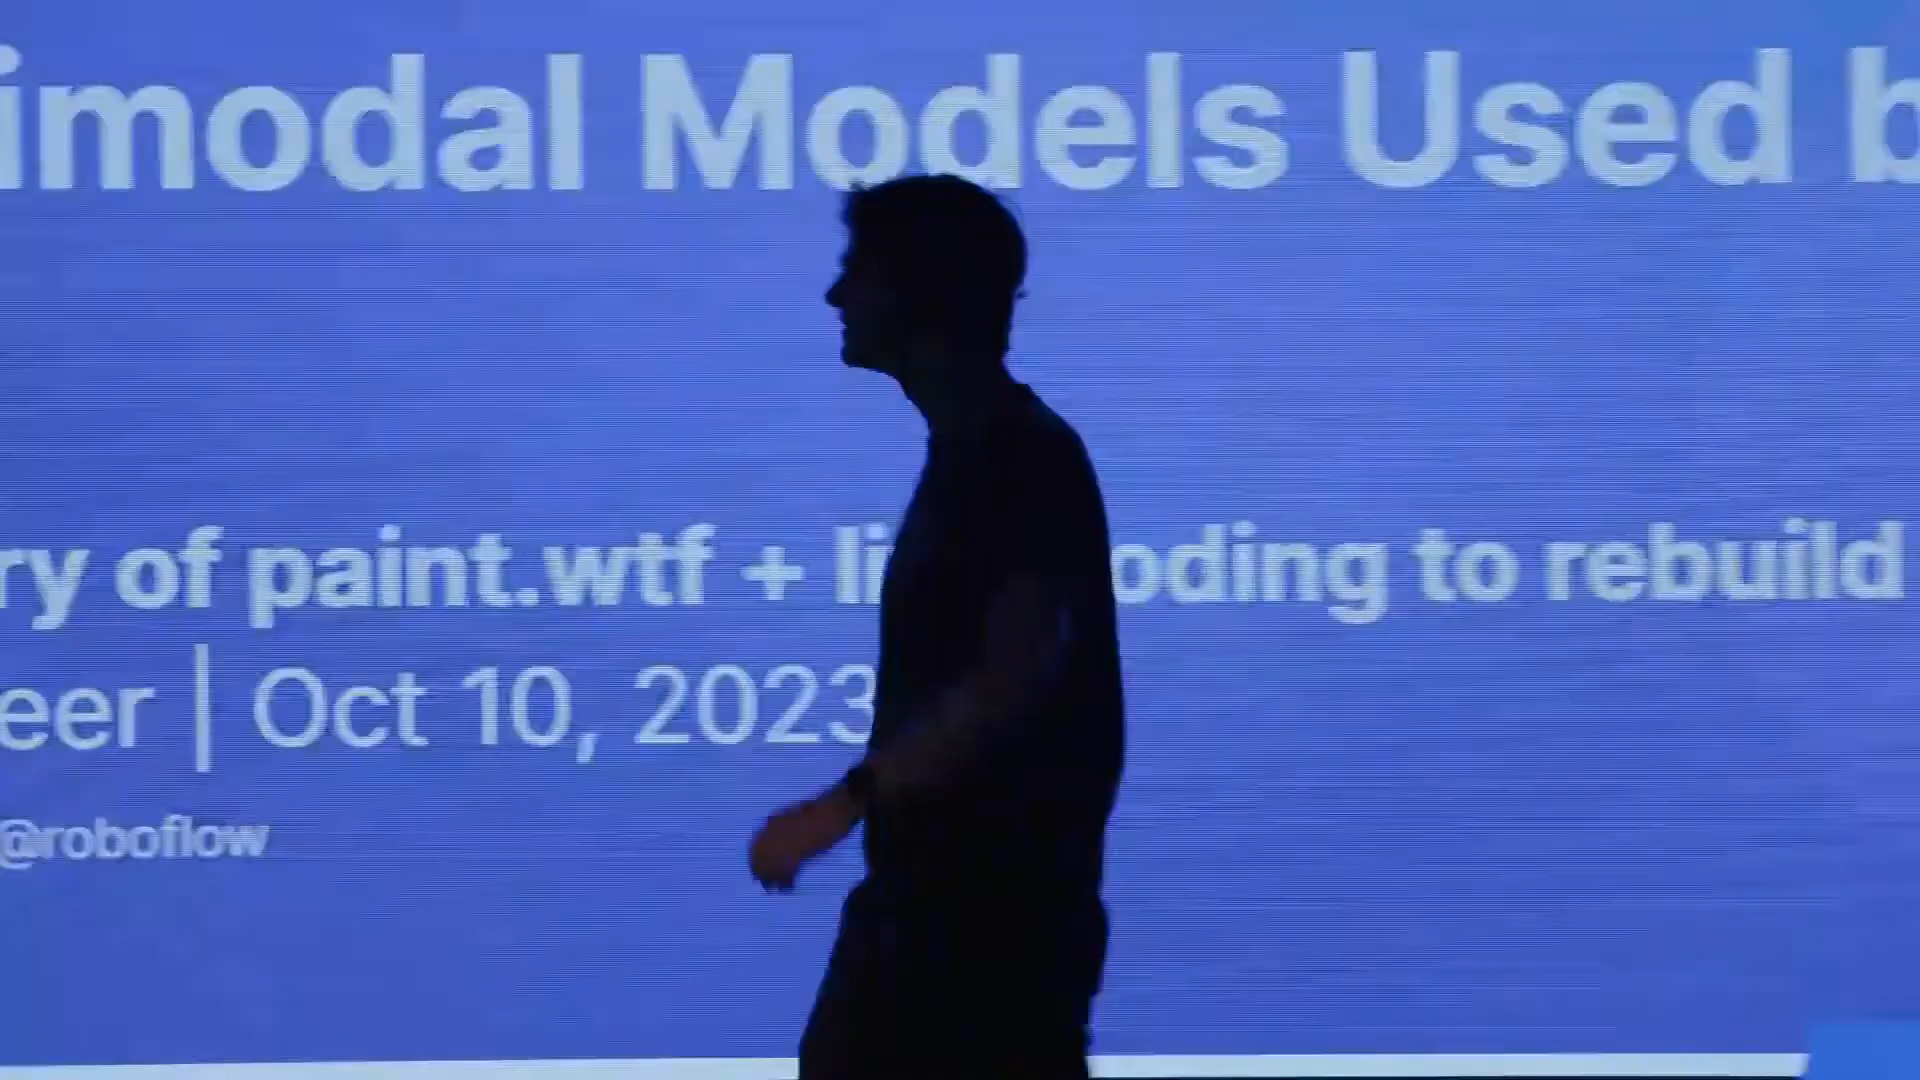 imodal Models Used b
ry of paint.wtf + li oding to rebuild
eer | Oct 10, 2023
@roboflow